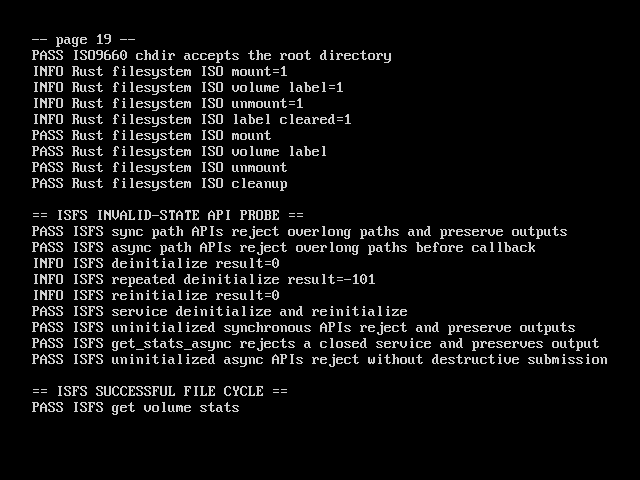 -- page 19 --
PASS ISO9660 chdir accepts the root directory
INFO Rust filesystem ISO mount=1
INFO Rust filesystem ISO volume label=1
INFO Rust filesystem ISO unmount=1
INFO Rust filesystem ISO label cleared=1
PASS Rust filesystem ISO mount
PASS Rust filesystem ISO volume label
PASS Rust filesystem ISO unmount
PASS Rust filesystem ISO cleanup
== ISFS INVALID-STATE API PROBE ==
PASS ISFS sync path APIs reject overlong paths and preserve outputs
PASS ISFS async path APIs reject overlong paths before callback
INFO ISFS deinitialize result=0
INFO ISFS repeated deinitialize result=-101
INFO ISFS reinitialize result=0
PASS ISFS service deinitialize and reinitialize
PASS ISFS uninitialized synchronous APIs reject and preserve outputs
PASS ISFS get_stats_async rejects a closed service and preserves output
PASS ISFS uninitialized async APIs reject without destructive submission
== ISFS SUCCESSFUL FILE CYCLE ==
PASS ISFS get volume stats